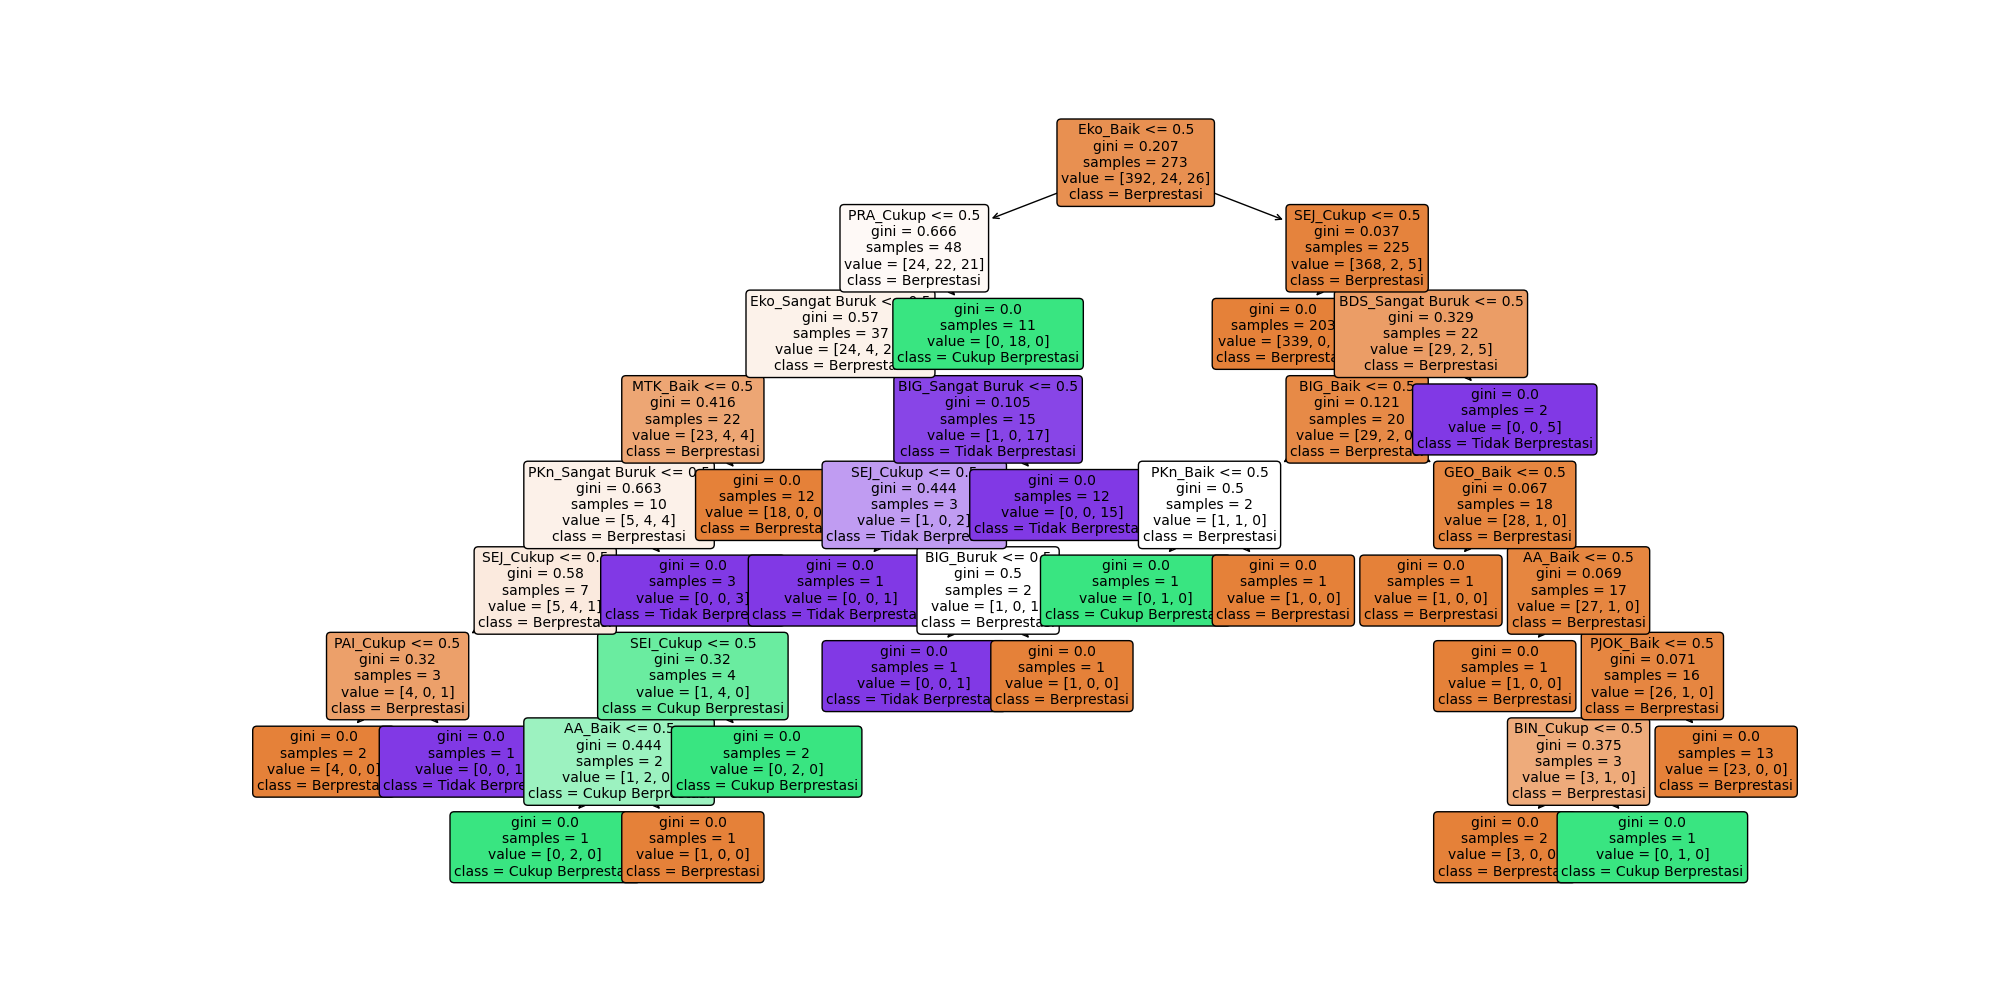 Eko_Baik <= 0.5
gini = 0.207
samples = 273
value = [392, 24, 26]
class = Berprestasi
PRA_Cukup <= 0.5
gini = 0.666
samples = 48
value = [24, 22, 21]
class = Berprestasi
SEJ_Cukup <= 0.5
gini = 0.037
samples = 225
value = [368, 2, 5]
class = Berprestasi
Eko_Sangat Buruk <
gini = 0.57
samples = 37
value = [24, 4, 2
class = Berpresta
gini = 0.0
samples = 11
value = [0, 18, 0]
class = Cukup Berprestasi
gini = 0.0
samples = 203
value = [339, 0,
class = Berpresta
BDS_Sangat Buruk <= 0.5
gini = 0.329
samples = 22
value = [29, 2, 5]
class = Berprestasi
MTK_Baik <= 0.5
gini = 0.416
samples = 22
value = [23, 4, 4]
class = Berprestasi
BIG_Sangat Buruk <= 0.5
gini = 0.105
samples = 15
value = [1, 0, 17]
class = Tidak Berprestasi
BIG_Baik <= 0.5
gini = 0.121
samples = 20
value = [29, 2, 0
class = Berpresta
gini = 0.0
samples = 2
value = [0, 0, 5]
class = Tidak Berprestasi
PKn_Sangat Buruk <= 0.5
gini = 0.663
samples = 10
value = [5, 4, 4]
class = Berprestasi
gini = 0.0
samples = 12
value = [18, 0, 0
class = Berpresta
SEJ_Cukup <= 0.5
gini = 0.444
samples = 3
value = [1, 0, 2]
class = Tidak Berpre
gini = 0.0
samples = 12
value = [0, 0, 15]
class = Tidak Berpresta
PKn_Baik <= 0.5
gini = 0.5
samples = 2
value = [1, 1, 0]
class = Berprestasi
GEO_Baik <= 0.5
gini = 0.067
samples = 18
value = [28, 1, 0]
class = Berprestasi
SEJ_Cukup <= 0.5
gini = 0.58
samples = 7
value = [5, 4, 1]
class = Berpresta
gini = 0.0
samples = 3
value = [0, 0, 3]
class = Tidak Berpre
gini = 0.0
samples = 1
value = [0, 0, 1]
class = Tidak Berpresta
BIG_Buruk <= 0.5
gini = 0.5
samples = 2
value = [1, 0, 1
class = Berpresta
gini = 0.0
samples = 1
value = [0, 1, 0]
class = Cukup Berpresta
gini = 0.0
samples = 1
value = [1, 0, 0]
class = Berprestasi
gini = 0.0
samples = 1
value = [1, 0, 0]
class = Berprestasi
AA_Baik <= 0.5
gini = 0.069
samples = 17
value = [27, 1, 0]
class = Berprestasi
PAI_Cukup <= 0.5
gini = 0.32
samples = 3
value = [4, 0, 1]
class = Berprestasi
SEI_Cukup <= 0.5
gini = 0.32
samples = 4
value = [1, 4, 0]
class = Cukup Berprestasi
gini = 0.0
samples = 1
value = [0, 0, 1]
class = Tidak Berpresta
gini = 0.0
samples = 1
value = [1, 0, 0]
class = Berprestasi
gini = 0.0
samples = 1
value = [1, 0, 0]
class = Berprestasi
PJOK_Baik <= 0.5
gini = 0.071
samples = 16
value = [26, 1, 0]
class = Berprestasi
gini = 0.0
samples = 2
value = [4, 0, 0]
class = Berpresta
gini = 0.0
samples = 1
value = [0, 0, 1
class = Tidak Berpre
AA_Baik <= 0.5
gini = 0.444
samples = 2
value = [1, 2, 0
class = Cukup Berpre
gini = 0.0
samples = 2
value = [0, 2, 0]
class = Cukup Berprestasi
BIN_Cukup <= 0.5
gini = 0.375
samples = 3
value = [3, 1, 0]
class = Berprestasi
gini = 0.0
samples = 13
value = [23, 0, 0]
class = Berprestasi
gini = 0.0
samples = 1
value = [0, 2, 0]
class = Cukup Berpresta
gini = 0.0
samples = 1
value = [1, 0, 0]
class = Berprestasi
gini = 0.0
samples = 2
value = [3, 0, 0
class = Berpresta
gini = 0.0
samples = 1
value = [0, 1, 0]
class = Cukup Berprestasi